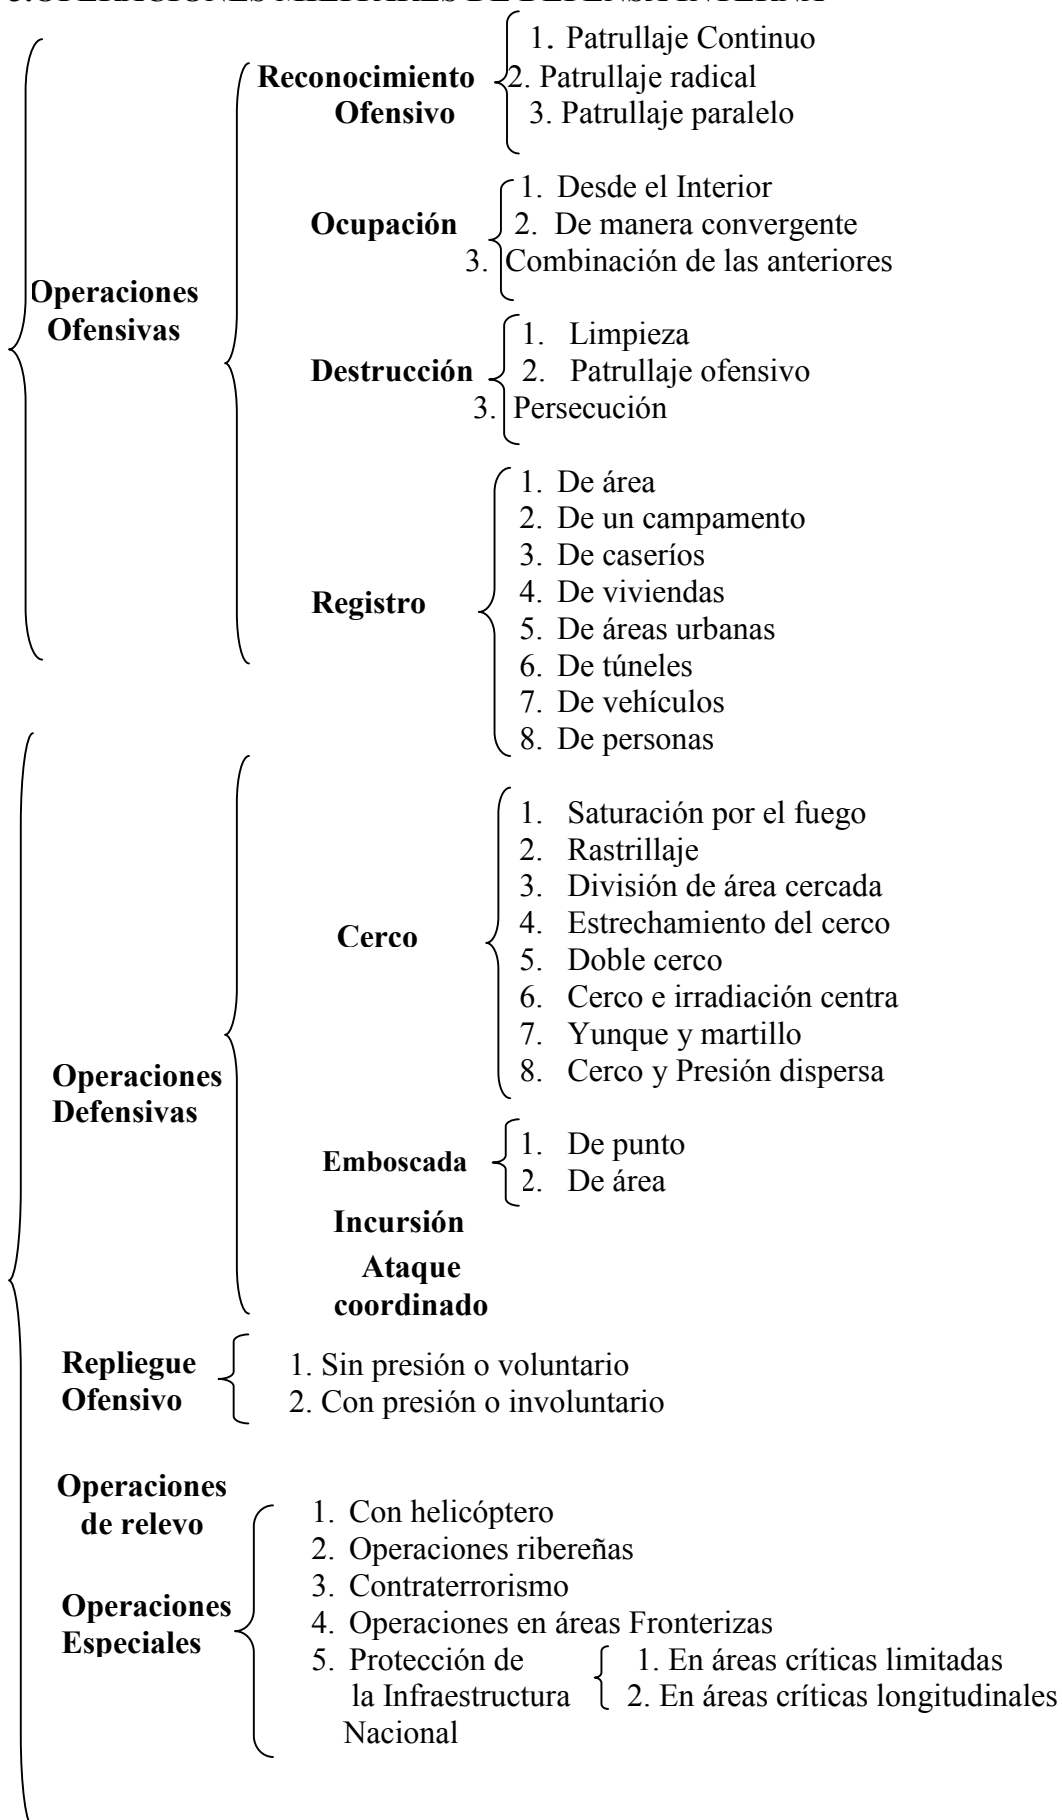 1. Patrullaje Continuo
Reconocimiento
2. Patrullaje radical
Ofensivo
3. Patrullaje paralelo
1. Desde el Interior
Ocupación
2. De manera convergente
3. Combinación de las anteriores
Operaciones
Ofensivas
1. Limpieza
Destrucción
2. Patrullaje ofensivo
3. Persecución
1. De área
2. De un campamento
3. De caseríos
4. De viviendas
Registro
5. De áreas urbanas
6. De túneles
7. De vehículos
8. De personas
1. Saturación por el fuego
2. Rastrillaje
3. División de área cercada
4. Estrechamiento del cerco
Cerco
5. Doble cerco
6. Cerco e irradiación centra
7. Yunque y martillo
8. Cerco y Presión dispersa
Operaciones
Defensivas
1. De punto
Emboscada
2. De área
Incursión
Ataque
coordinado
Repliegue
Ofensivo
1. Sin presión o voluntario
2. Con presión o involuntario
Operaciones
de relevo
1. Con helicóptero
2. Operaciones ribereñas
3. Contraterrorismo
Operaciones
Especiales
4. Operaciones en áreas Fronterizas
5. Protección de
la Infraestructura
Nacional
1. En áreas críticas limitadas
2. En áreas críticas longitudinales